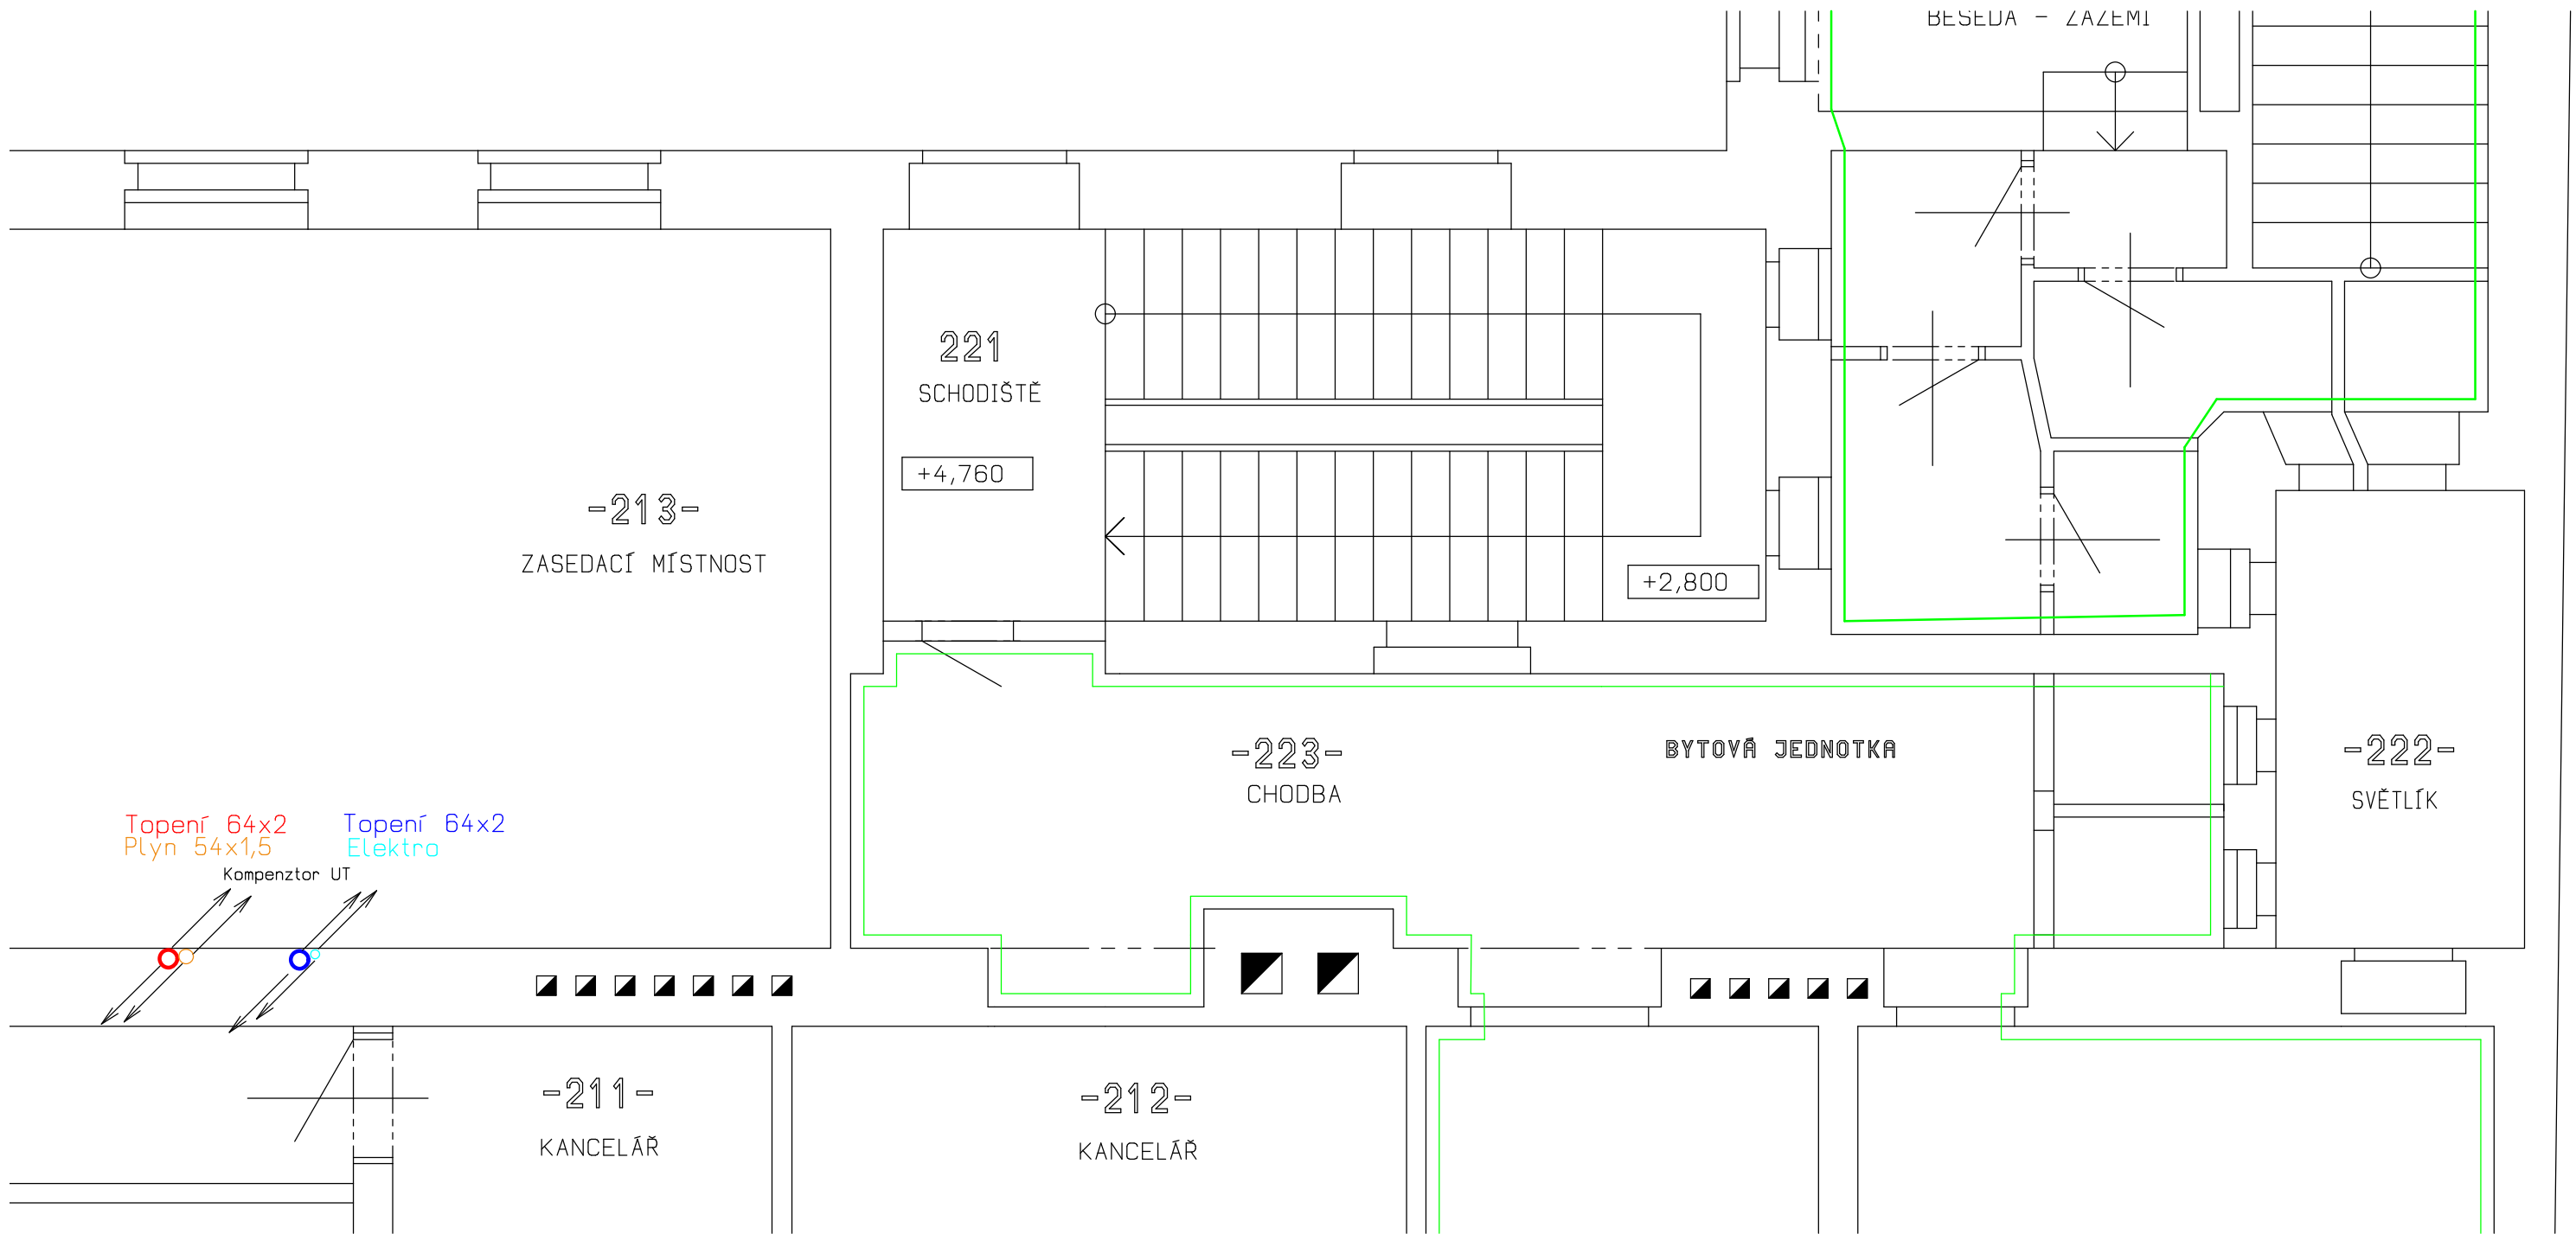 BESEDA - ZÁZEMÍ
221
SCHODIŠTĚ
+4,760
-213-
ZASEDACÍ MÍSTNOST
+2,800
-223-
CHODBA
BYTOVÁ JEDNOTKA
-222-
SVĚTLÍK
Topení 64x2
Plyn 54x1,5
Topení 64x2
Elektro
Kompenztor UT
-211-
KANCELÁŘ
-212-
KANCELÁŘ